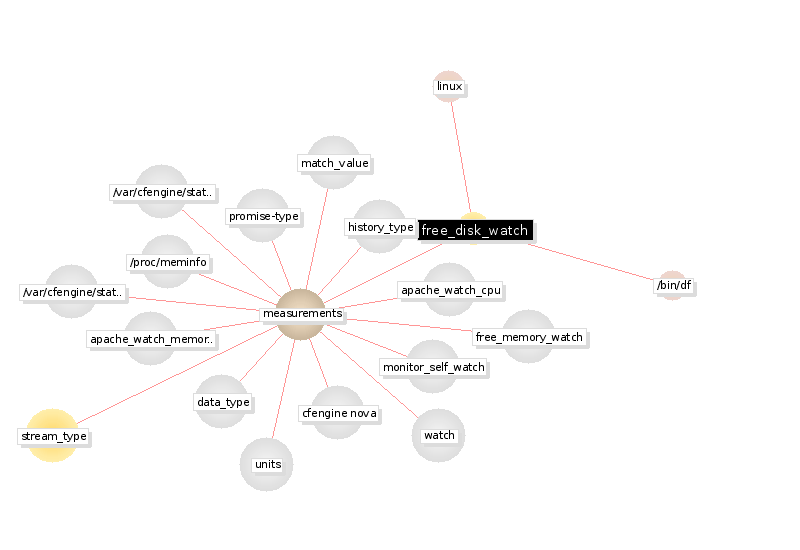 linux
match_value
/var/cfengine/stat..
promise-type
history_type
free_disk_watch
/proc/meminfo
/bin/df
/var/cfengine/stat..
apache_watch_cpu
measurements
apache_watch_memor..
free_memory_watch
monitor_self_watch
data_type
cfengine nova
stream_type
watch
units